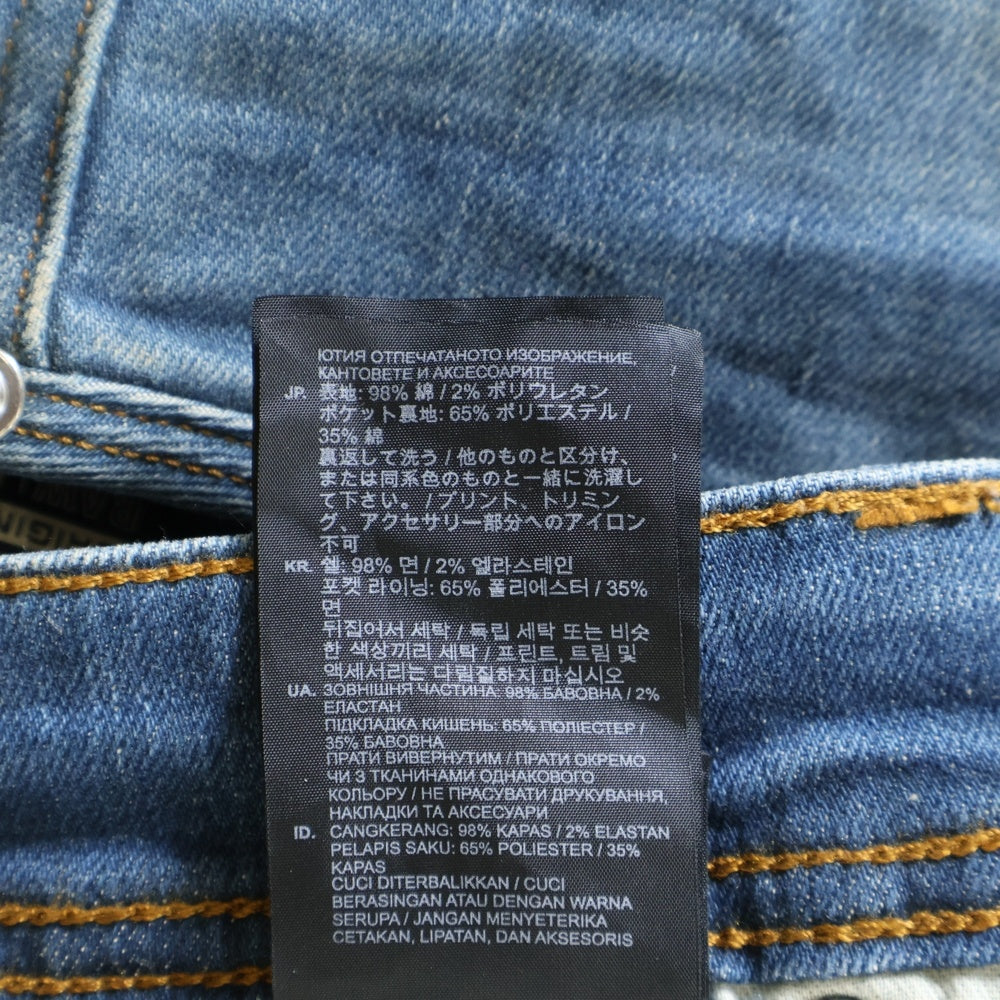 ЮТИЯ ОТПЕЧАТАНОТО ИЗОБРАЖЕНИЕ,
КАНТОВЕТЕ И АКСЕСОАРИТЕ
JP. 表地: 98% 綿 / 2% ポリウレタン
ポケット裏地: 65% ポリエステル /
35% 綿
裏返して洗う / 他のものと区分け、
または同系色のものと一緒に洗濯し
て下さい。 / プリント、トリミン
グ、アクセサリー部分へのアイロン
不可
KR. 쉘: 98% 면 / 2% 엘라스테인
포켓 라이닝: 65% 폴리에스터 / 35%
면
뒤집어서 세탁 / 독립 세탁 또는 비슷
한 색상끼리 세탁 / 프린트, 트림 및
액세서리는 다림질하지 마십시오
UA. ЗОВНІШНЯ ЧАСТИНА: 98% БАВОВНА / 2%
ЕЛАСТАН
ПІДКЛАДКА КИШЕНЬ: 65% ПОЛІЕСТЕР /
35% БАВОВНА
ПРАТИ ВИВЕРНУТИМ / ПРАТИ ОКРЕМО
ЧИ З ТКАНИНАМИ ОДНАКОВОГО
КОЛЬОРУ / НЕ ПРАСУВАТИ ДРУКУВАННЯ,
НАКЛАДКИ ТА АКСЕСУАРИ
ID. CANGKERANG: 98% KAPAS / 2% ELASTAN
PELAPIS SAKU: 65% POLIESTER / 35%
KAPAS
CUCI DITERBALIKKAN / CUCI
BERASINGAN ATAU DENGAN WARNA
SERUPA / JANGAN MENYETERIKA
CETAKAN, LIPATAN, DAN AKSESORIS